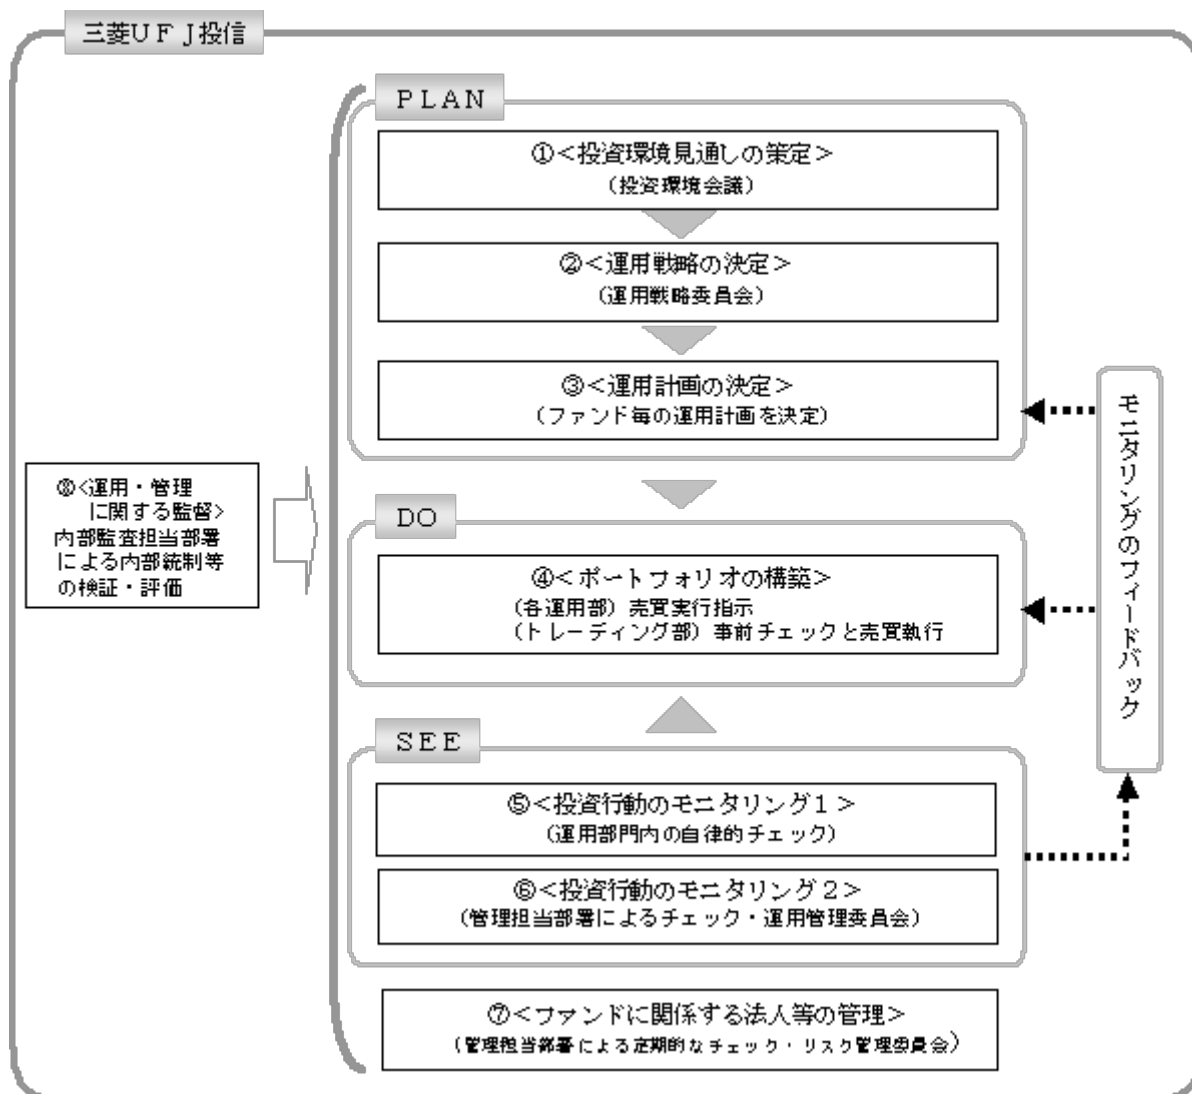 三菱ＵＦＪ投信
ＰＬＡＮ
①＜投資環境見通しの策定＞
（投資環境会議）
②＜運用戦略の決定＞
（運用戦略委員会）
③＜運用計画の決定＞
（ファンド毎の運用計画を決定）
⑧＜運用・管理
に関する監督＞
内部監査担当部署
による内部統制等
の検証・評価
ＤＯ
④＜ポートフォリオの構築＞
（各運用部）売買実行指示
（トレーディング部）事前チェックと売買執行
ＳＥＥ
⑤＜投資行動のモニタリング１＞
（運用部門内の自律的チェック）
⑥＜投資行動のモニタリング２＞
（管理担当部署によるチェック・運用管理委員会）
⑦＜ファンドに関係する法人等の管理＞
（管理担当部署による定期的なチェック・リスク管理委員会）
モニタリングのフィードバック